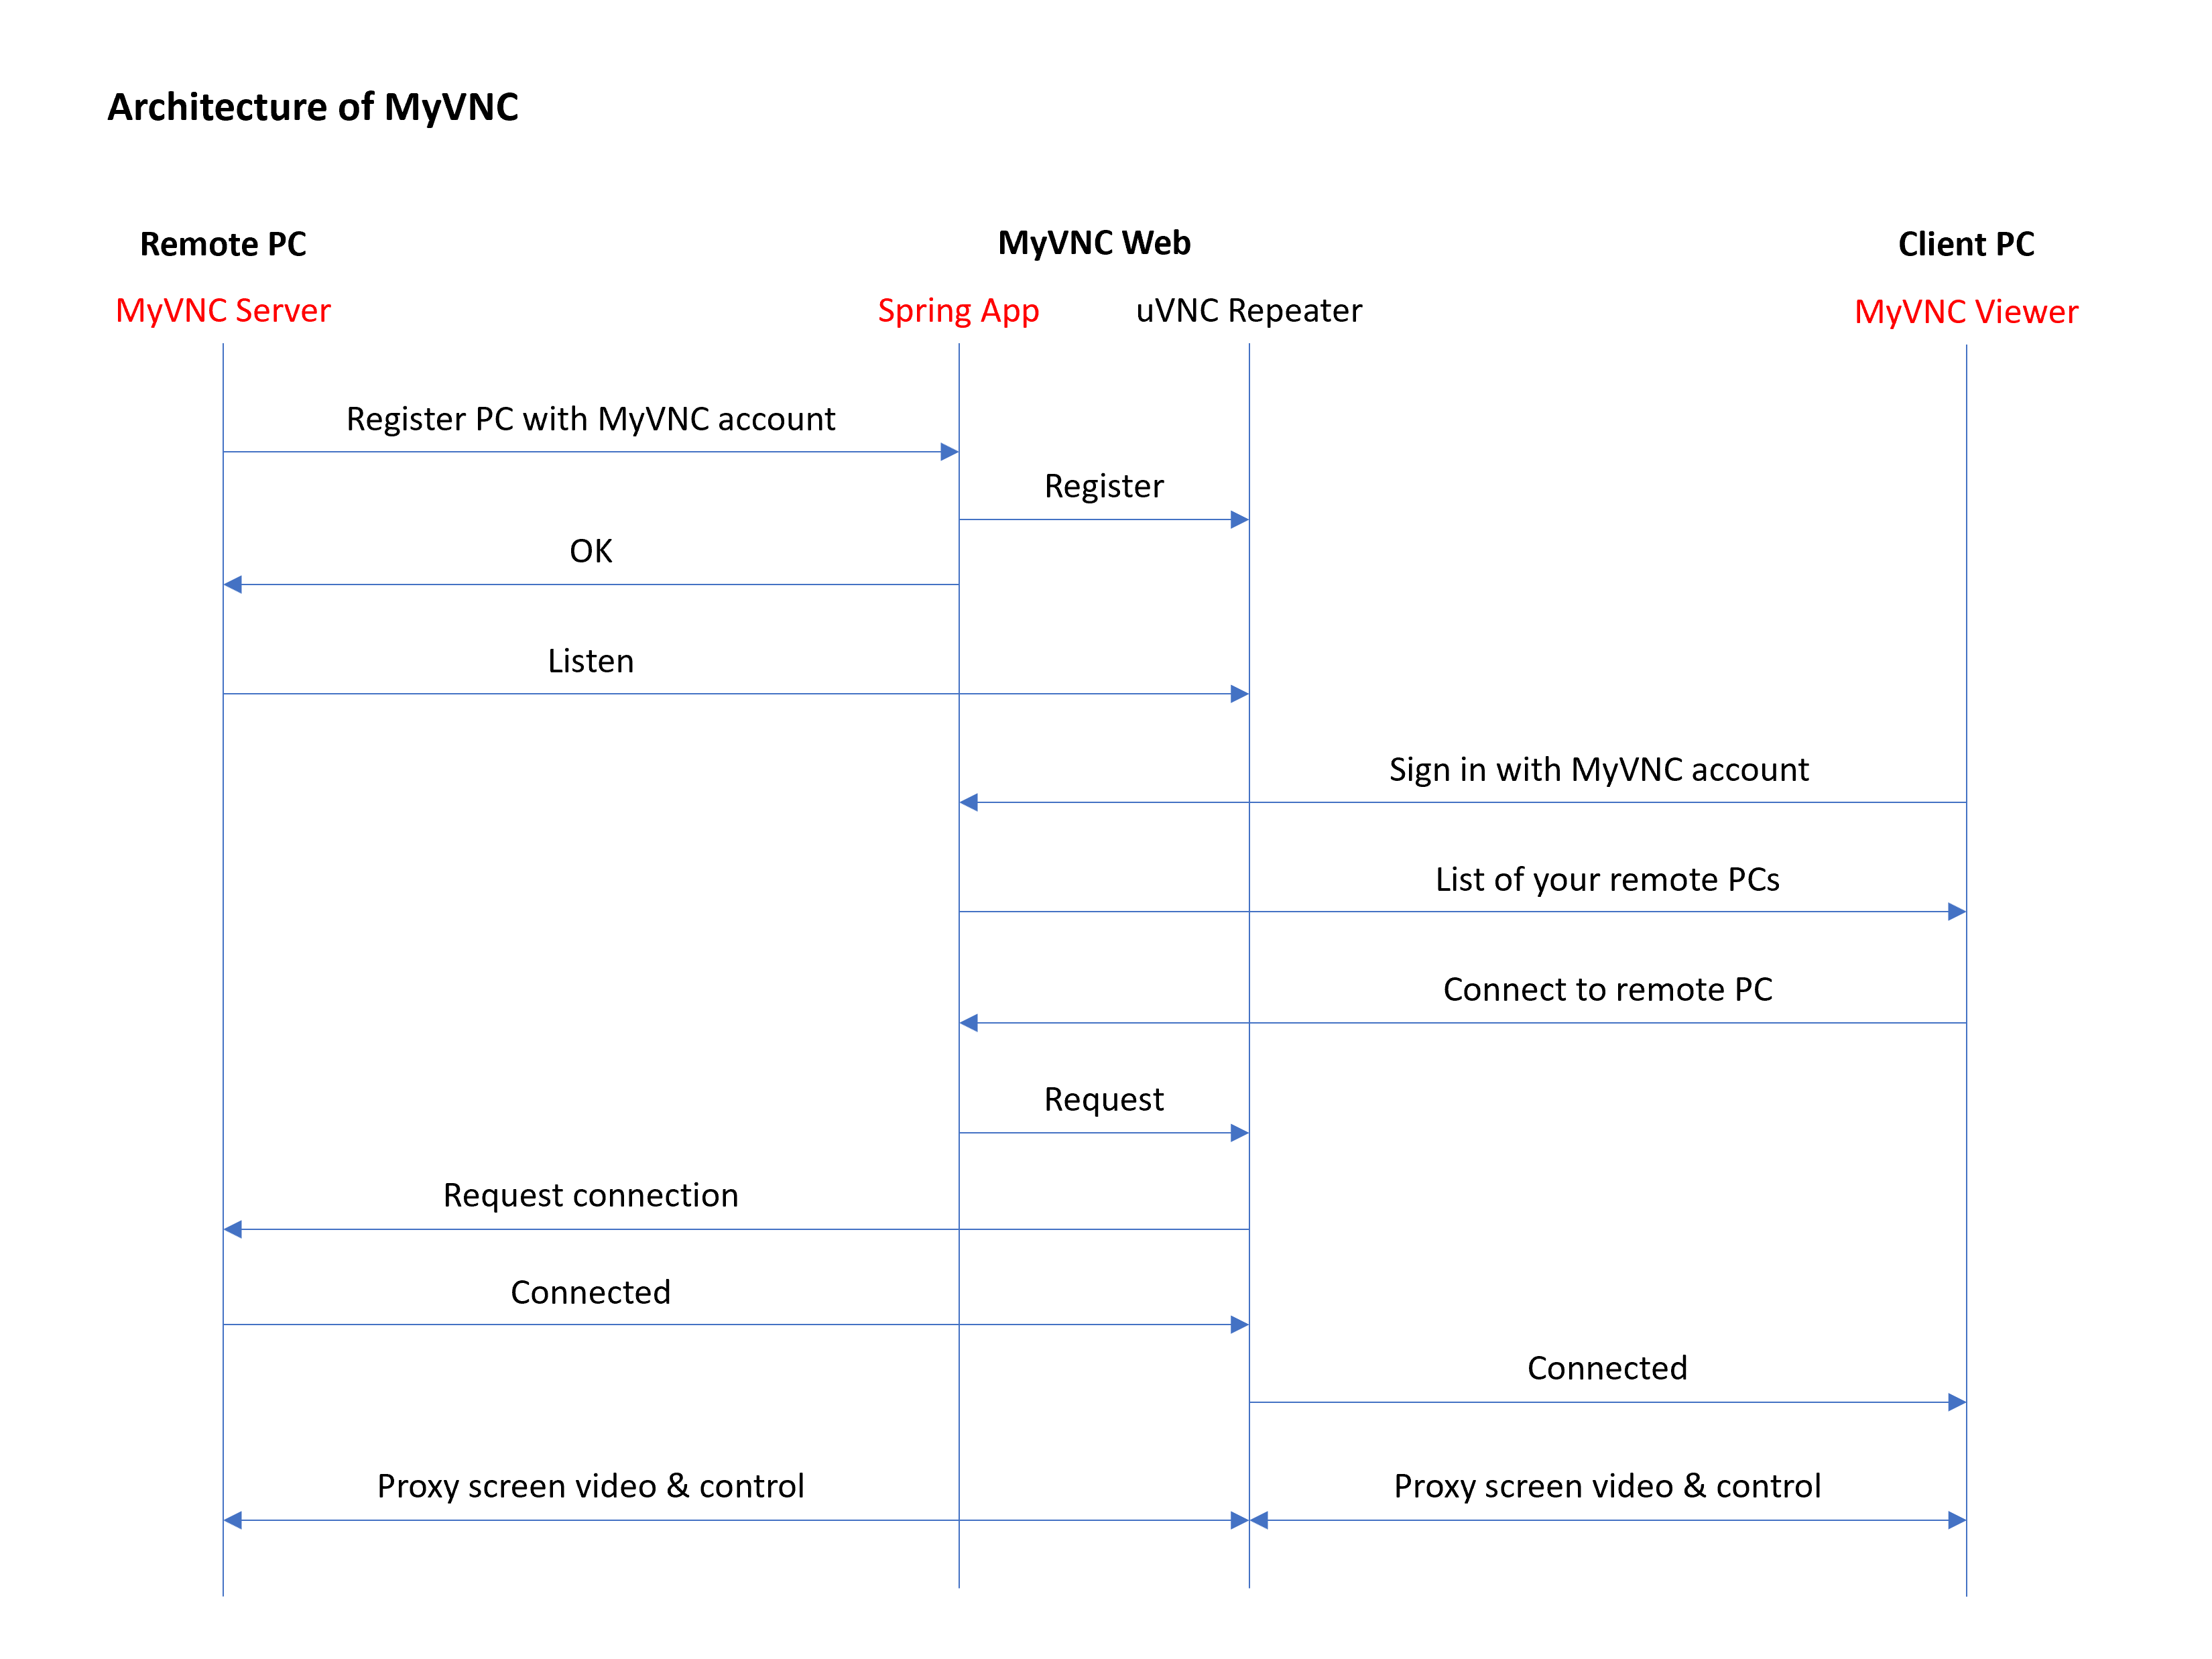 Architecture of MyVNC
Remote PC
MyVNC Web
Client PC
MyVNC Server
Spring App
uVNC Repeater
MyVNC Viewer
Register PC with MyVNC account
Register
OK
Listen
Sign in with MyVNC account
List of your remote PCs
Connect to remote PC
Request
Request connection
Connected
Connected
Proxy screen video & control
Proxy screen video & control